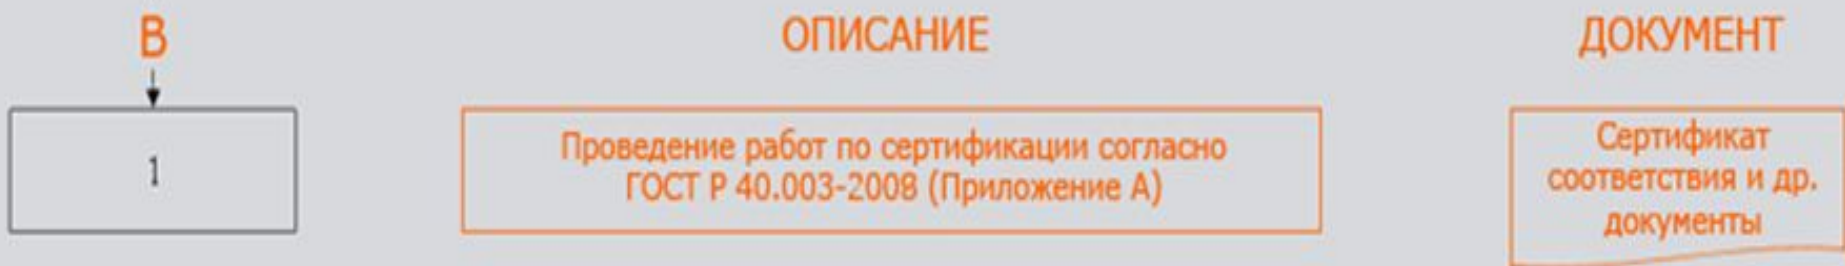 В
ОПИСАНИЕ
ДОКУМЕНТ
1
Проведение работ по сертификации согласно
ГОСТ Р 40.003-2008 (Приложение А)
Сертификат
соответствия и др.
документы